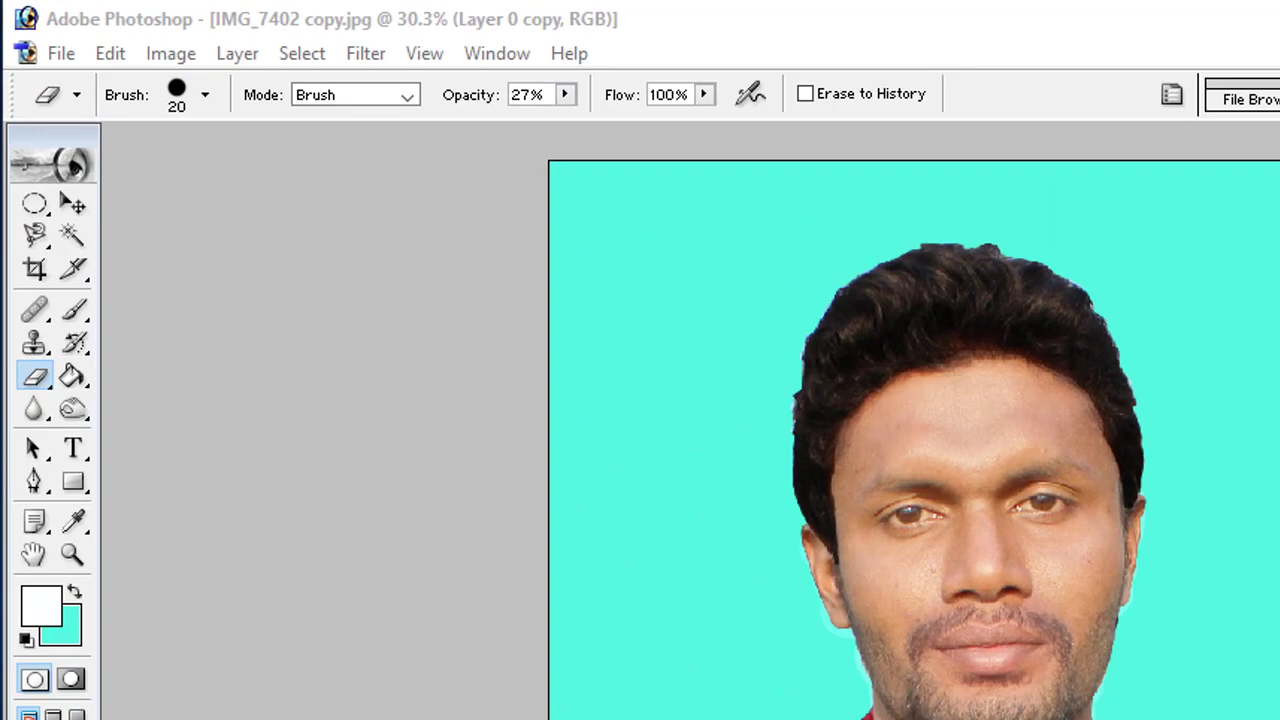 Adobe Photoshop - [IMG_7402 copy.jpg @ 30.3% (Layer 0 copy, RGB)]
File Edit Image Layer Select Filter View Window Help
Brush: 20 Mode: Brush Opacity: 27% Flow: 100% Erase to History File Brow
T